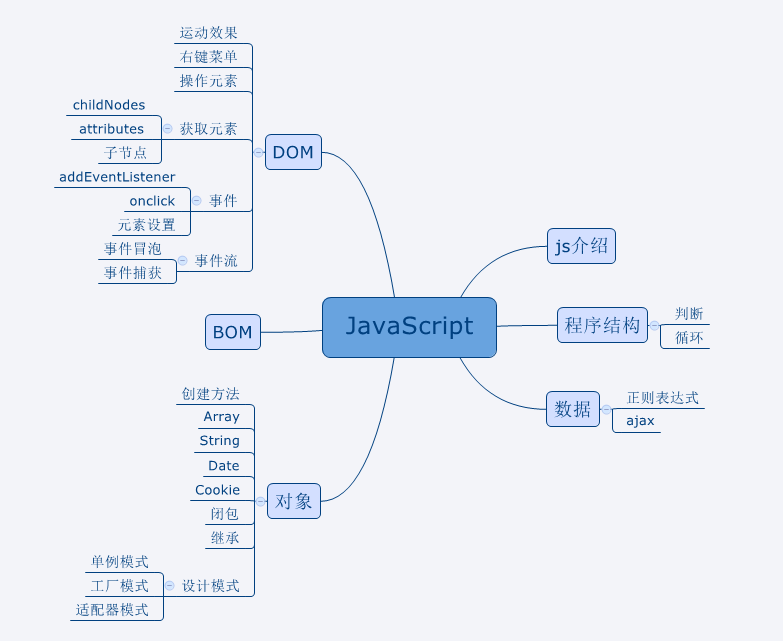 JavaScript
js介绍
程序结构
判断
循环
数据
正则表达式
ajax
DOM
运动效果
右键菜单
操作元素
获取元素
childNodes
attributes
子节点
事件
addEventListener
onclick
元素设置
事件流
事件冒泡
事件捕获
BOM
对象
创建方法
Array
String
Date
Cookie
闭包
继承
设计模式
单例模式
工厂模式
适配器模式